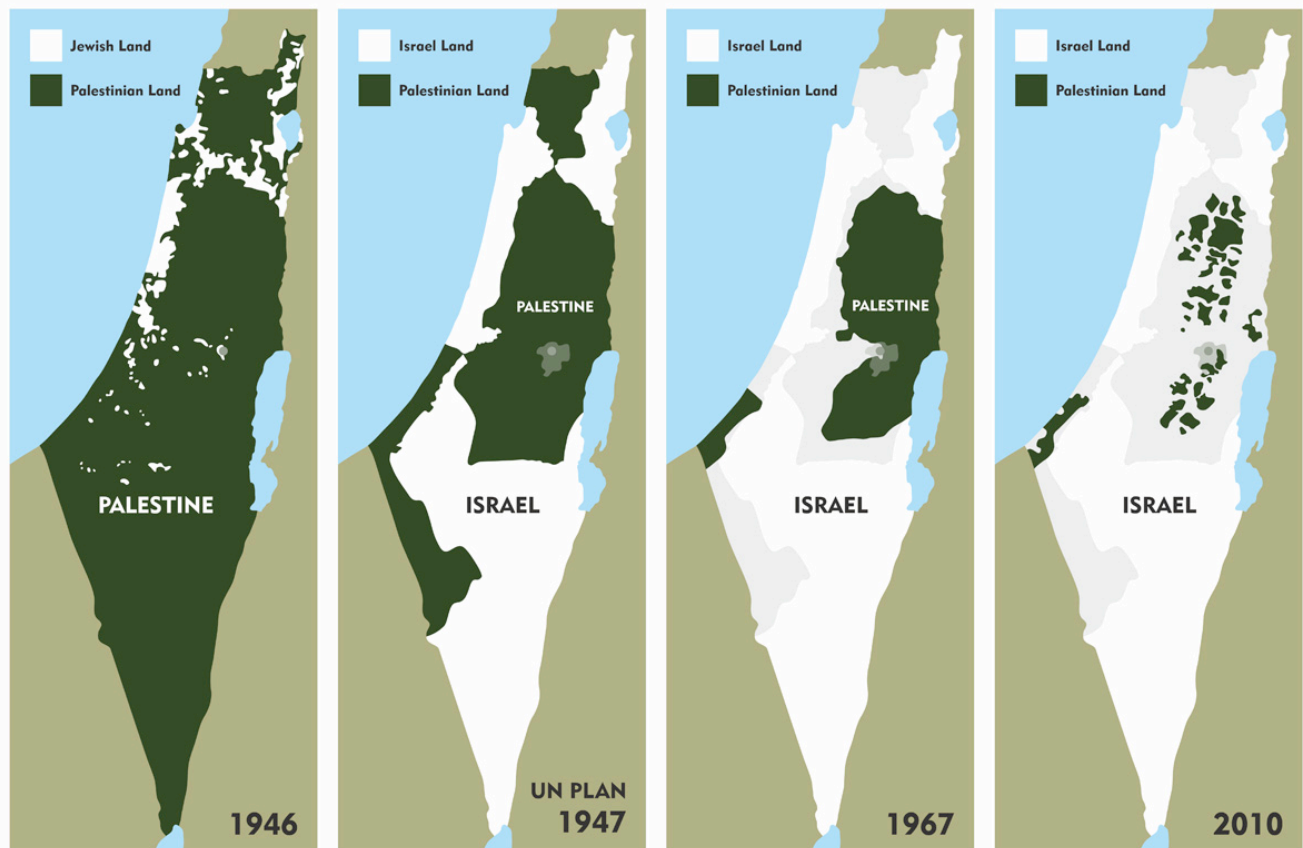 Jewish Land
Palestinian Land
PALESTINE
1946
Israel Land
Palestinian Land
PALESTINE
ISRAEL
UN PLAN
1947
Israel Land
Palestinian Land
PALESTINE
ISRAEL
1967
Israel Land
Palestinian Land
ISRAEL
2010